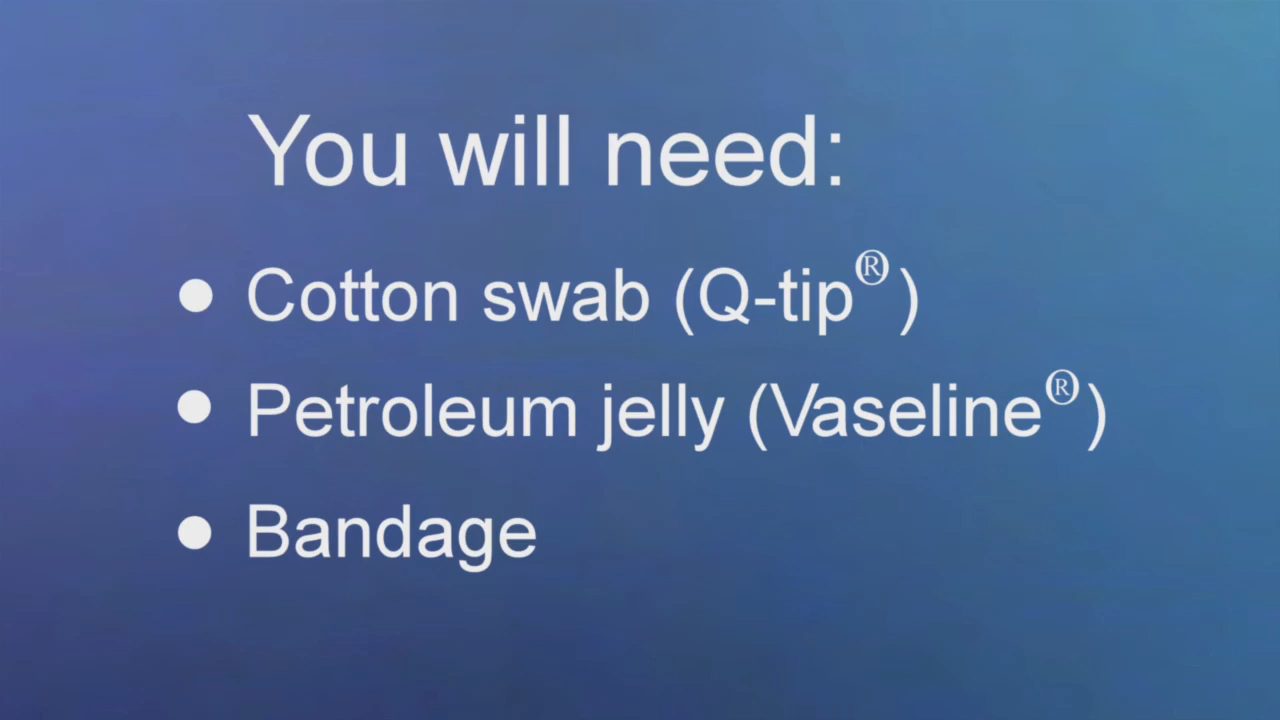 You will need:
● Cotton swab (Q-tip®)
● Petroleum jelly (Vaseline®)
● Bandage